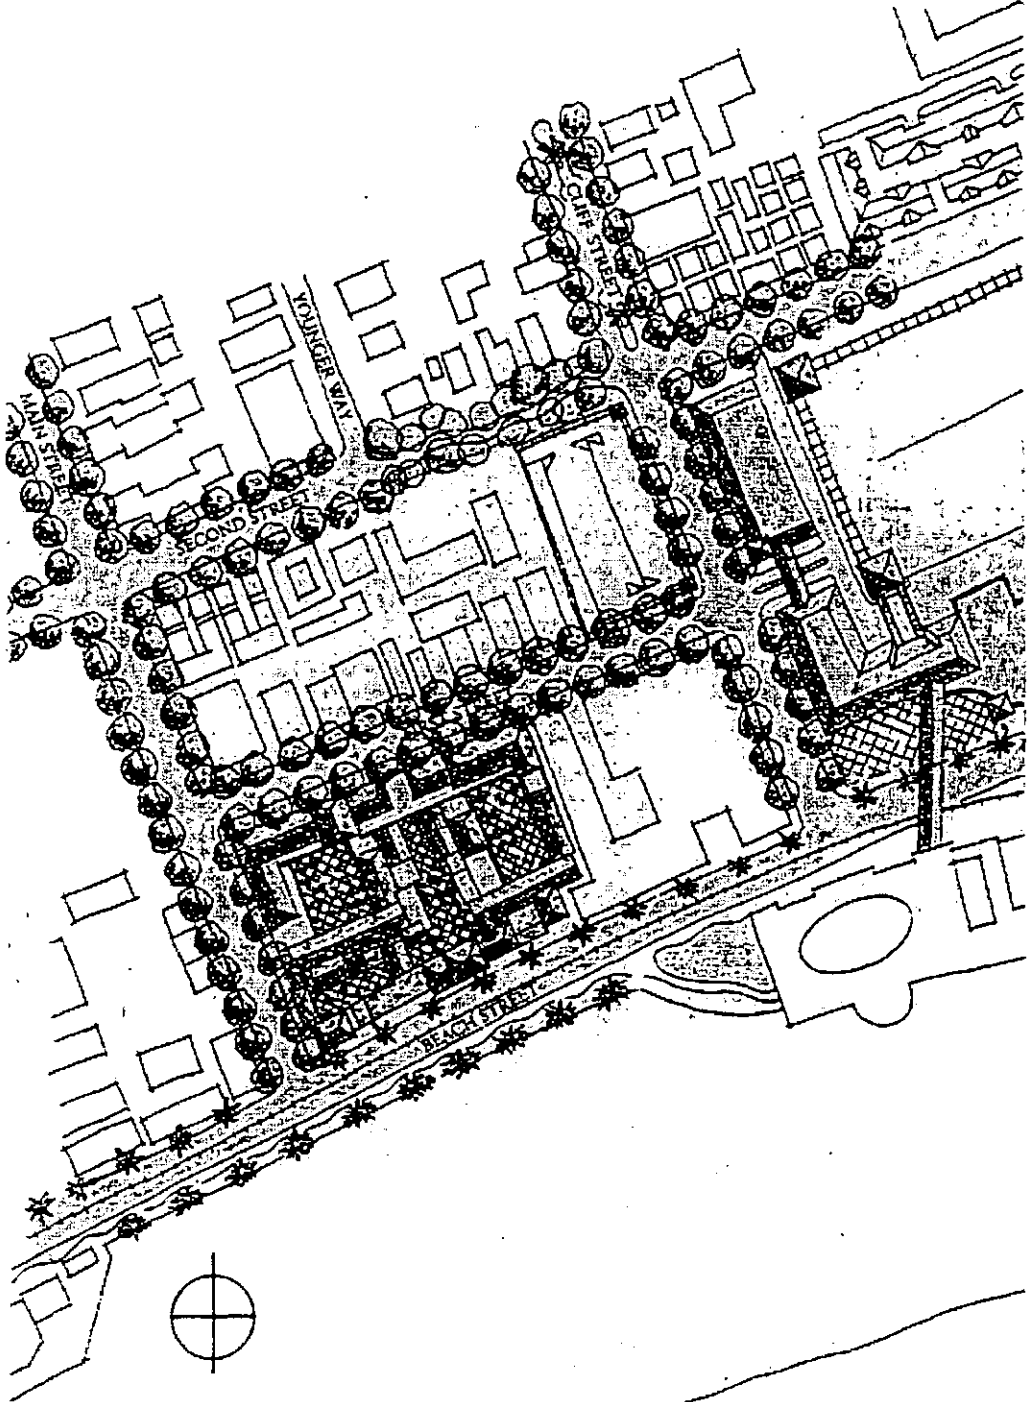 CLIFF STREET
YOUNGER WAY
MAIN STREET
SECOND STREET
BEACH STREET